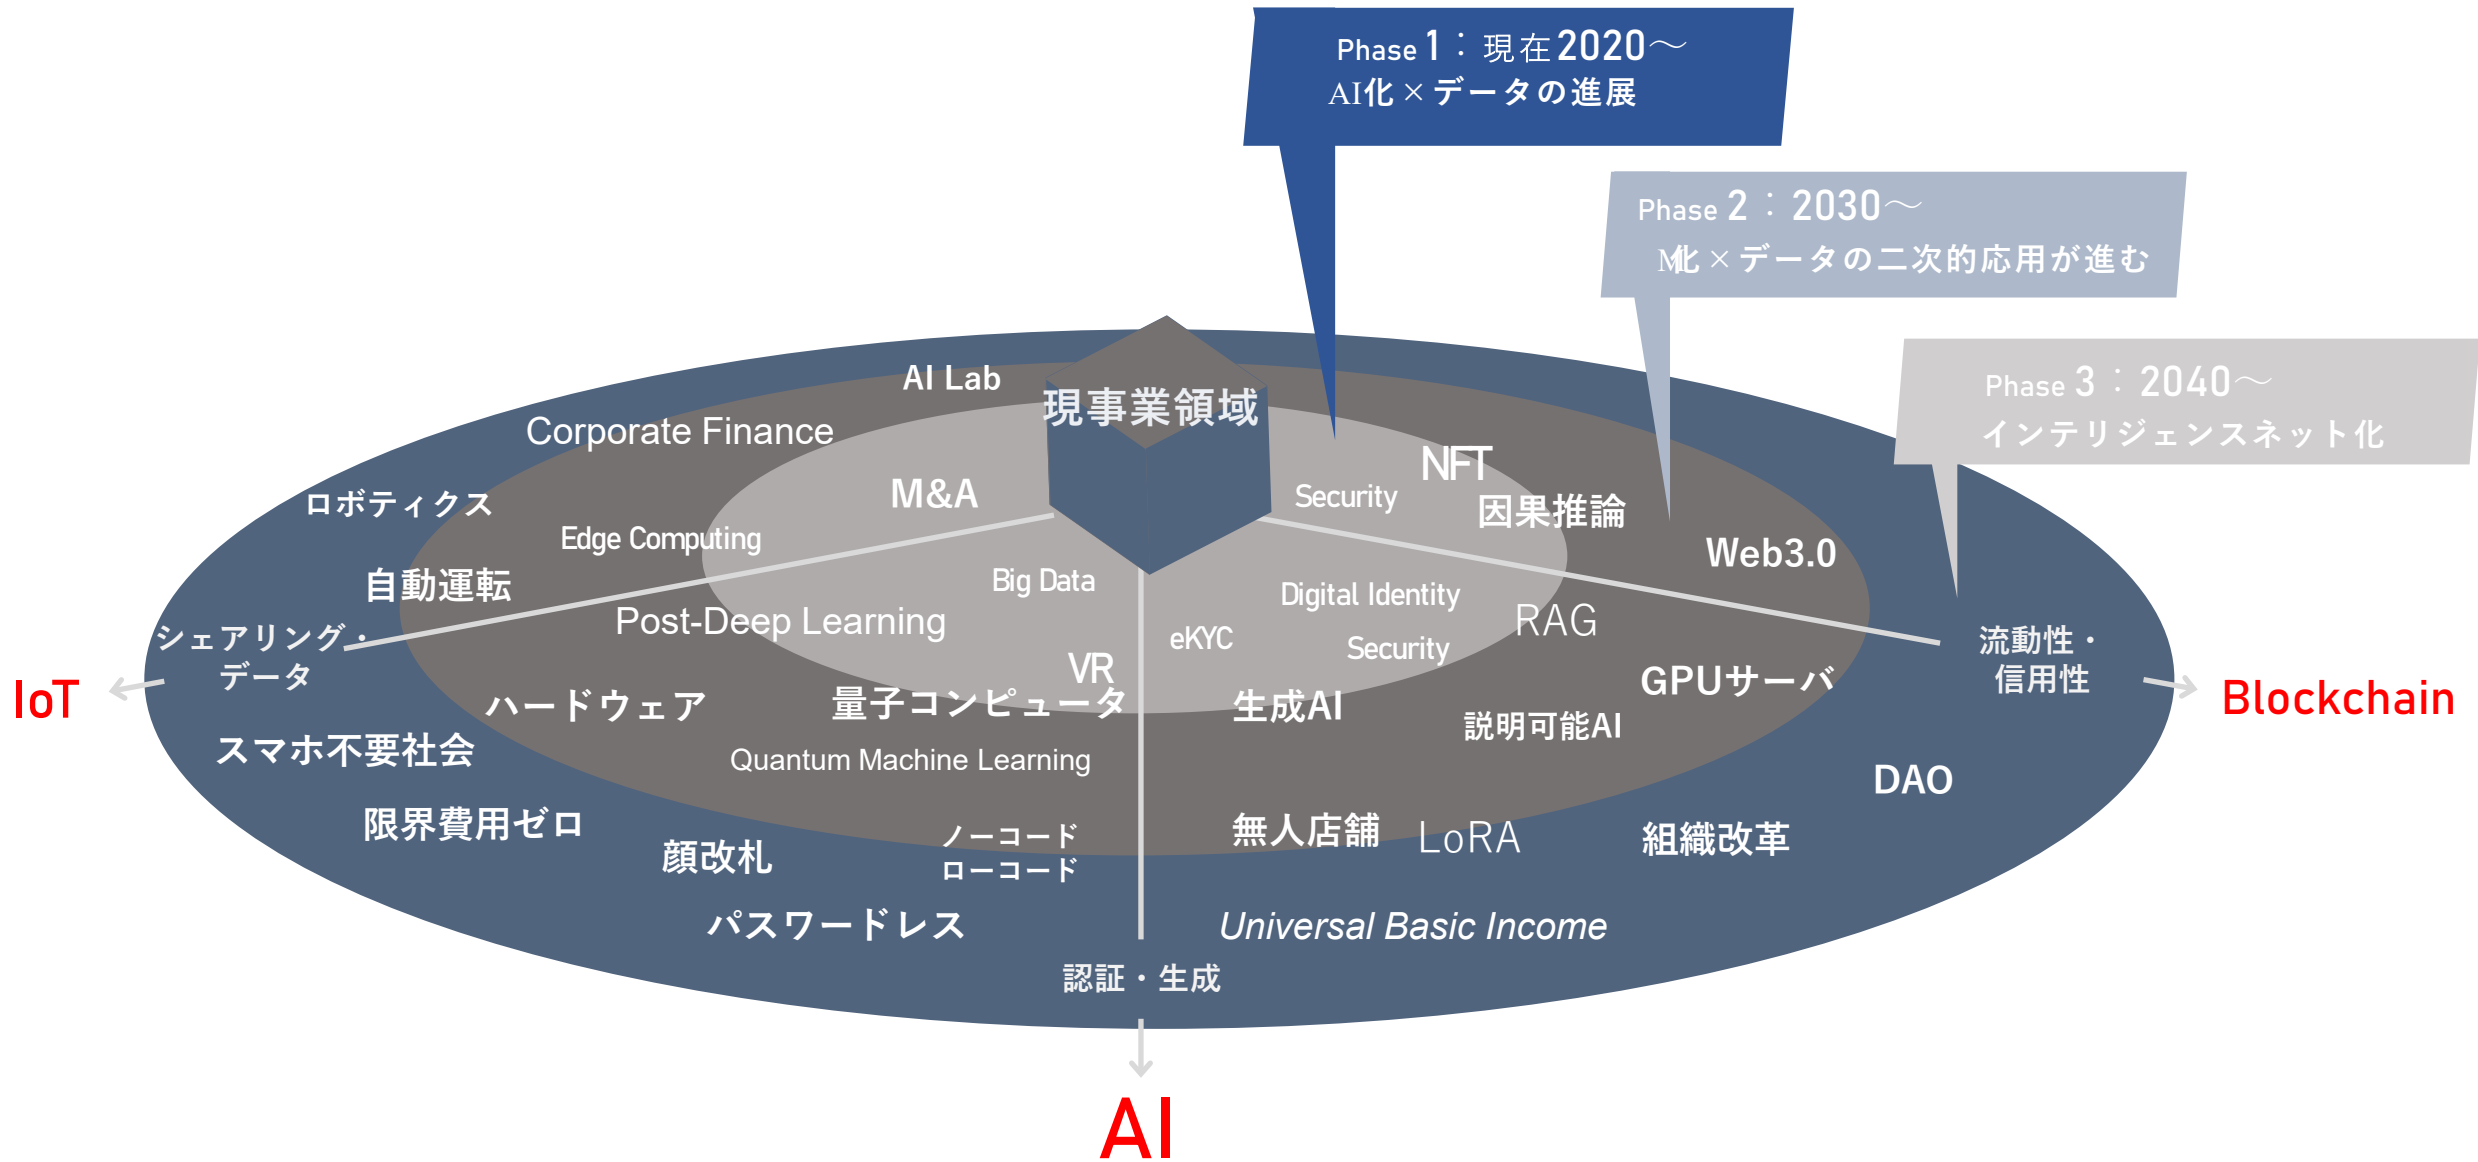 Phase 1：現在2020～
AI化×データの進展
Phase 2：2030～
化×データの二次的応用が進む
Phase 3：2040～
インテリジェンスネット化
現事業領域
AI Lab
Corporate Finance
M&A
NFT
Security
因果推論
ロボティクス
Edge Computing
Web3.0
自動運転
Big Data
Digital Identity
Post-Deep Learning
RAG
eKYC
Security
シェアリング・
データ
流動性・
信用性
VR
GPUサーバ
IoT
Blockchain
ハードウェア
量子コンピュータ
生成AI
説明可能AI
スマホ不要社会
Quantum Machine Learning
DAO
限界費用ゼロ
顔改札
ノーコード
ローコード
無人店舗
LoRA
組織改革
パスワードレス
Universal Basic Income
認証・生成
AI